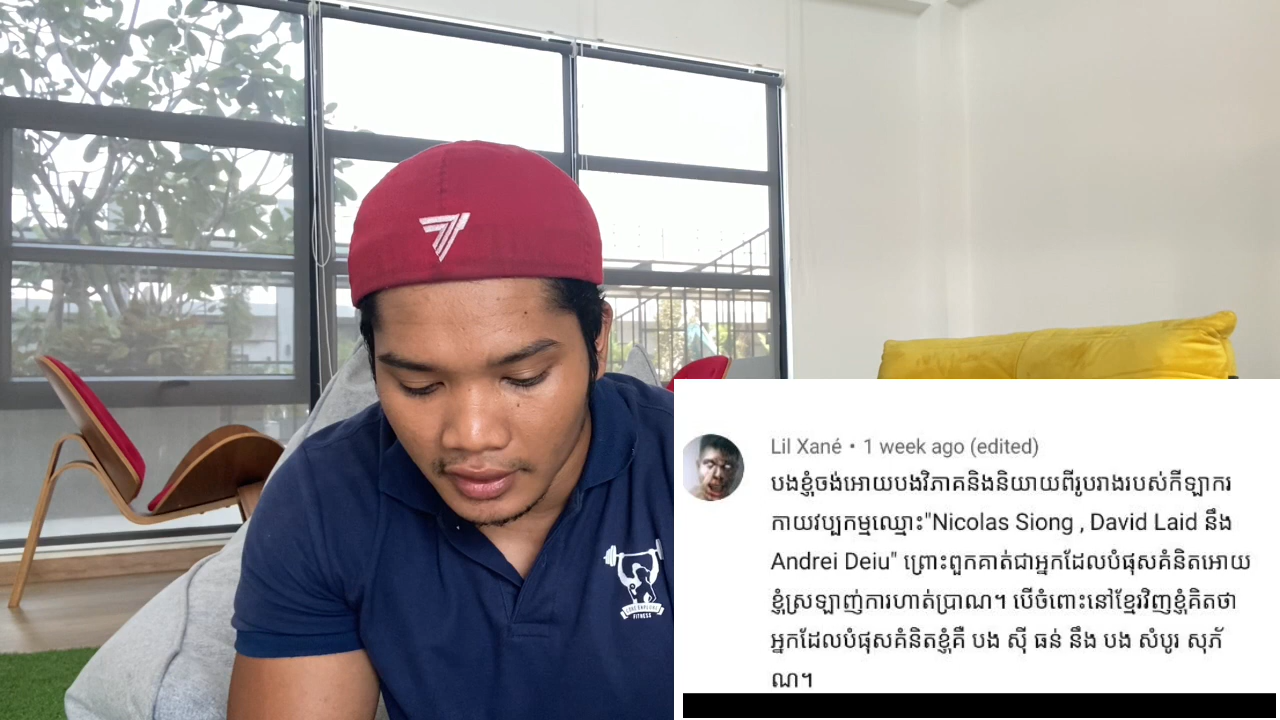 Lil Xané • 1 week ago (edited)
បងខ្ញុំចង់អោយបងវិភាគនិងនិយាយពីរូបរាងរបស់កីឡាករ
កាយវប្បកម្មឈ្មោះ"Nicolas Siong , David Laid នឹង
Andrei Deiu" ព្រោះពួកគាត់ជាអ្នកដែលបំផុសគំនិតអោយ
ខ្ញុំស្រឡាញ់ការហាត់ប្រាណ។ បើចំពោះនៅខ្មែរវិញខ្ញុំគិតថា
អ្នកដែលបំផុសគំនិតខ្ញុំគឺ បង ស៊ី ធន់ នឹង បង សំបូរ សុភ័
ណ។
FITNESS